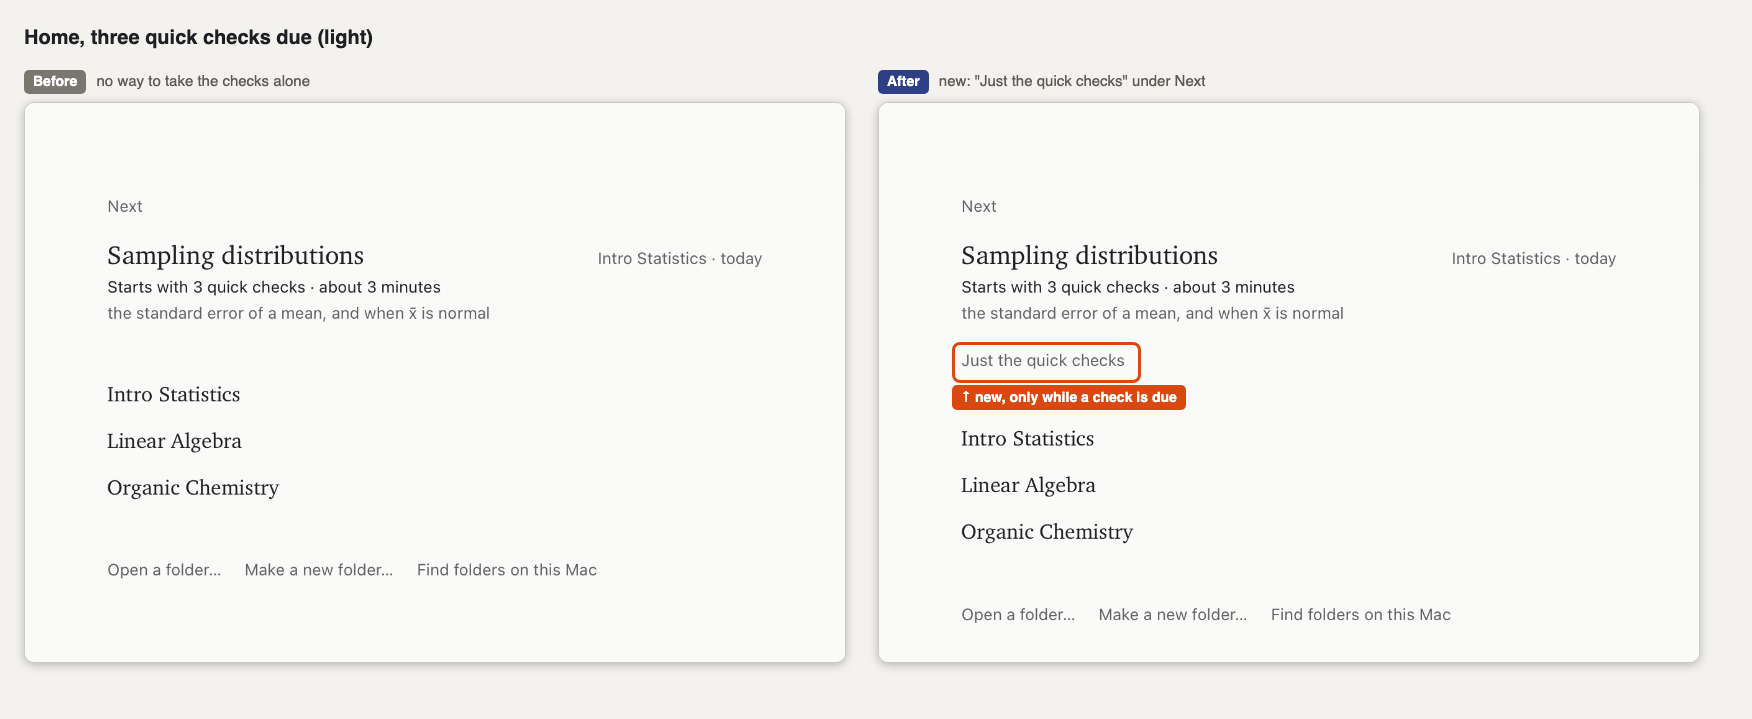 Home, three quick checks due (light)
Before no way to take the checks alone
Next
Sampling distributions Intro Statistics · today
Starts with 3 quick checks · about 3 minutes
the standard error of a mean, and when x̄ is normal
Intro Statistics
Linear Algebra
Organic Chemistry
Open a folder... Make a new folder... Find folders on this Mac
After new: "Just the quick checks" under Next
Next
Sampling distributions Intro Statistics · today
Starts with 3 quick checks · about 3 minutes
the standard error of a mean, and when x̄ is normal
Just the quick checks
↑ new, only while a check is due
Intro Statistics
Linear Algebra
Organic Chemistry
Open a folder... Make a new folder... Find folders on this Mac